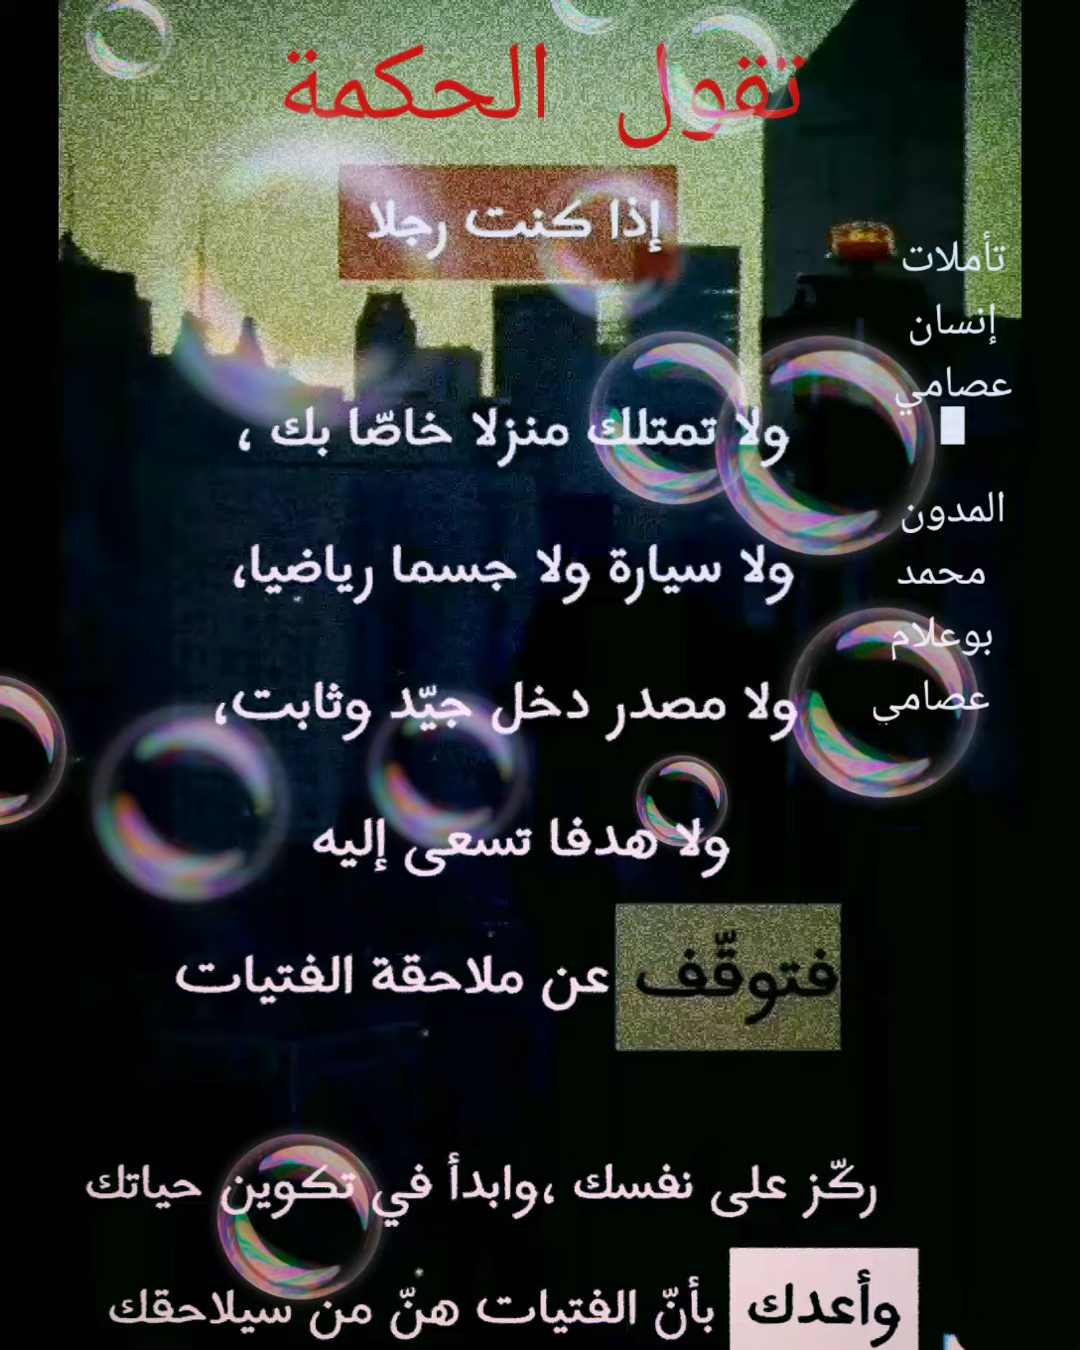 تقول الحكمة
إذا كنت رجلا
ولا تمتلك منزلا خاصّا بك ،
ولا سيارة ولا جسما رياضيا،
ولا مصدر دخل جيّد وثابت،
ولا هدفا تسعى إليه
فتوقّف عن ملاحقة الفتيات
ركّز على نفسك ،وابدأ في تكوين حياتك
وأعدك بأنّ الفتيات هنّ من سيلاحقك
تأملات
إنسان
عصامي
المدون
محمد
بوعلام
عصامي